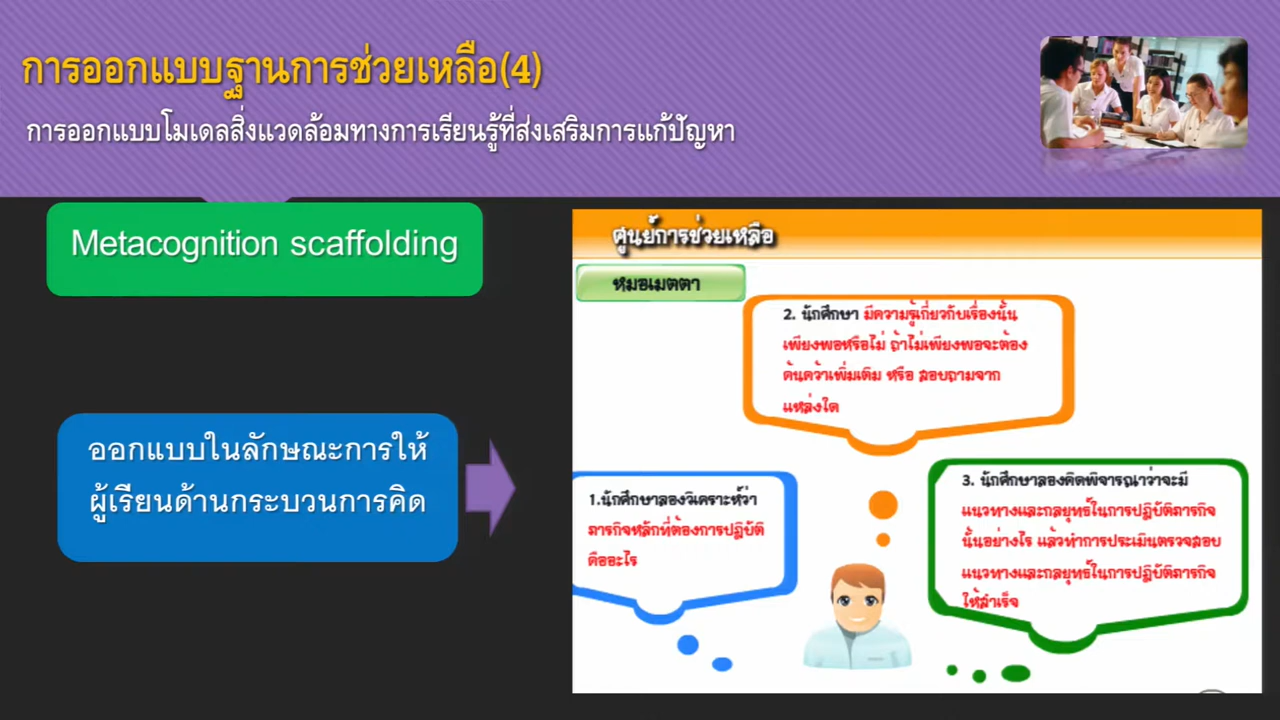 การออกแบบฐานการช่วยเหลือ(4)
การออกแบบโมเดลสิ่งแวดล้อมทางการเรียนรู้ที่ส่งเสริมการแก้ปัญหา
Metacognition scaffolding
ออกแบบในลักษณะการให้
ผู้เรียนด้านกระบวนการคิด
ศูนย์การช่วยเหลือ
หมอเมตตา
2. นักศึกษา มีความรู้เกี่ยวกับเรื่องนั้น
เพียงพอหรือไม่ ถ้าไม่เพียงพอจะต้อง
ค้นคว้าเพิ่มเติม หรือ สอบถามจาก
แหล่งใด
1.นักศึกษาลองวิเคราะห์ว่า
ภารกิจหลักที่ต้องการปฏิบัติ
คืออะไร
3. นักศึกษาลองคิดพิจารณาว่าจะมี
แนวทางและกลยุทธ์ในการปฏิบัติภารกิจ
นั้นอย่างไร แล้วทำการประเมินตรวจสอบ
แนวทางและกลยุทธ์ในการปฏิบัติภารกิจ
ให้สำเร็จ